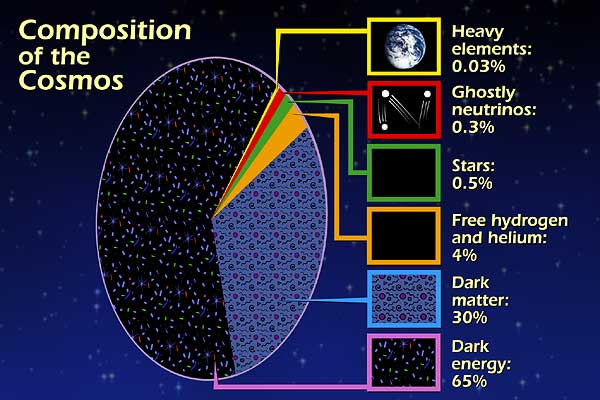 Composition
of the
Cosmos
Heavy
elements:
0.03%
Ghostly
neutrinos:
0.3%
Stars:
0.5%
Free hydrogen
and helium:
4%
Dark
matter:
30%
Dark
energy:
65%